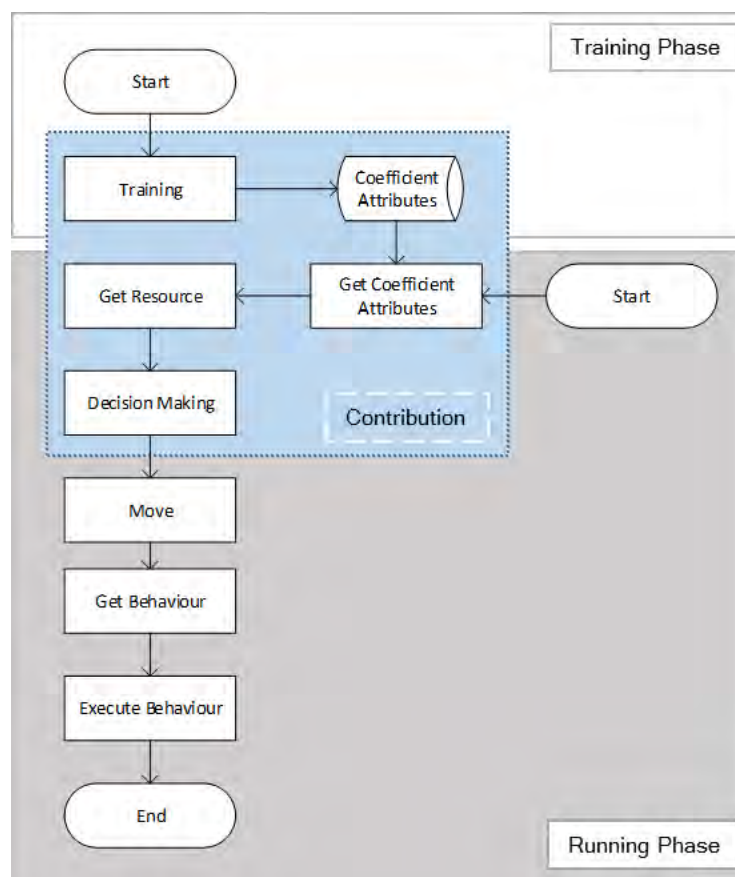 Training Phase
Start
Training
Coefficient
Attributes
Get Resource
Get Coefficient
Attributes
Start
Decision Making
Contribution
Move
Get Behaviour
Execute Behaviour
End
Running Phase